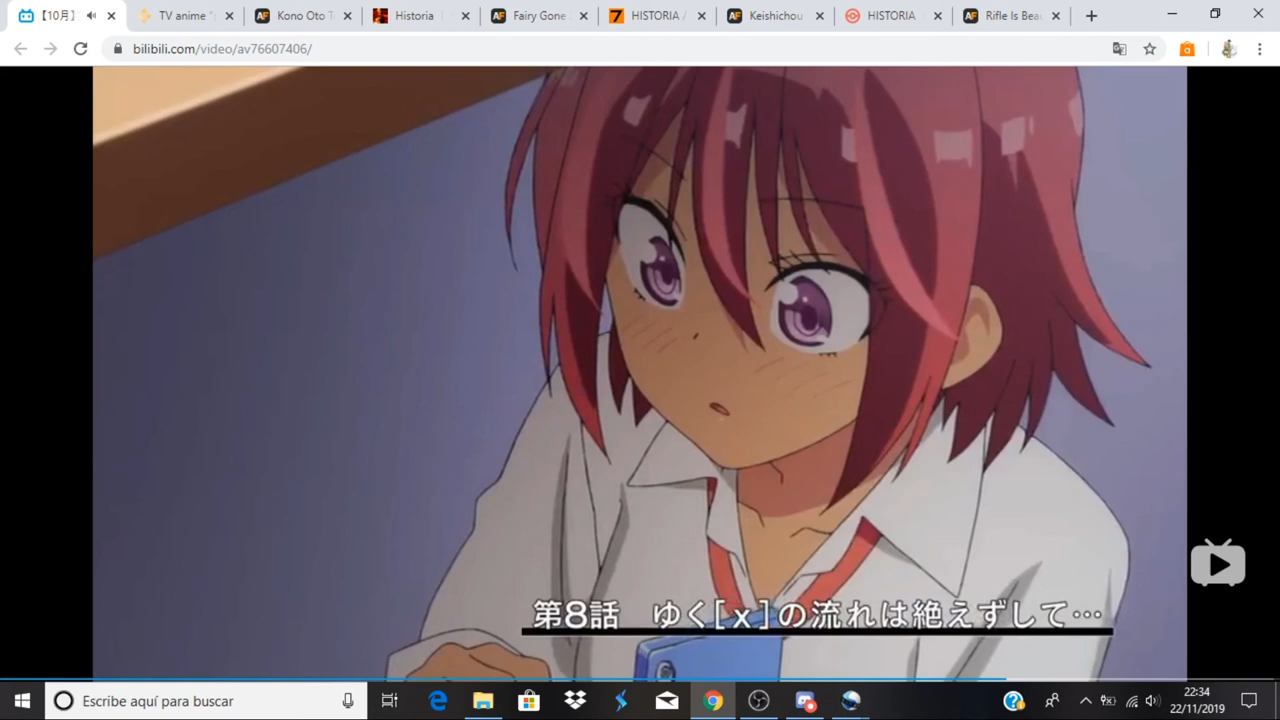 【10月】
TV anime "
Kono Oto T
Historia
Fairy Gone
HISTORIA /
Keishichou
HISTORIA
Rifle Is Beau
bilibili.com/video/av76607406/
第8話 ゆく[x]の流れは絶えずして…
Escribe aquí para buscar
22:34
22/11/2019